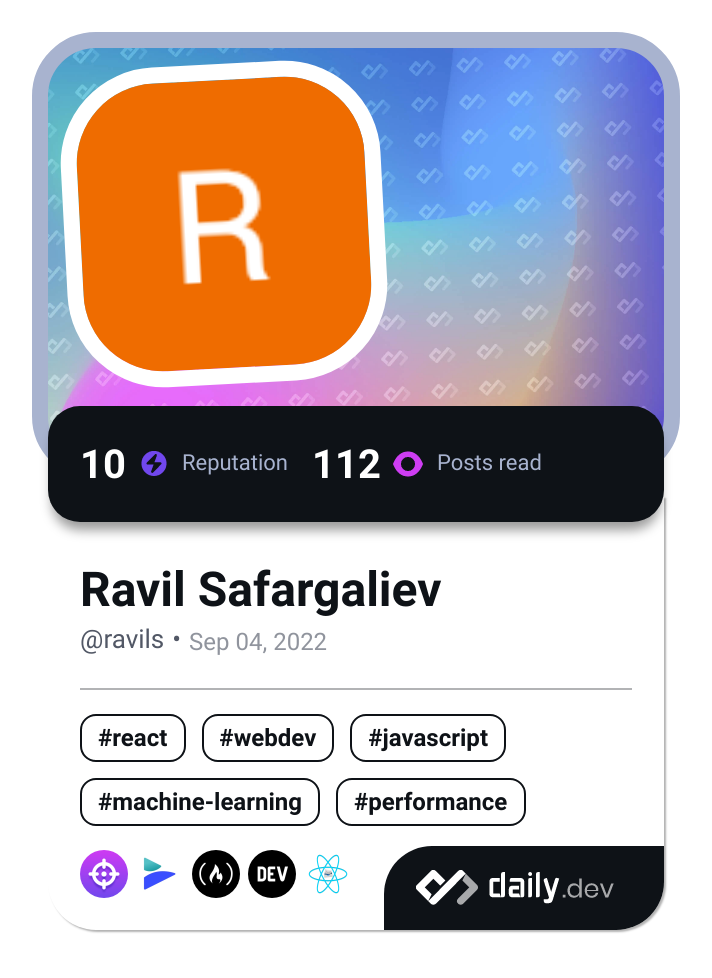 R
10 Reputation 112 Posts read
Ravil Safargaliev
@ravils • Sep 04, 2022
#react #webdev #javascript
#machine-learning #performance
DEV daily.dev